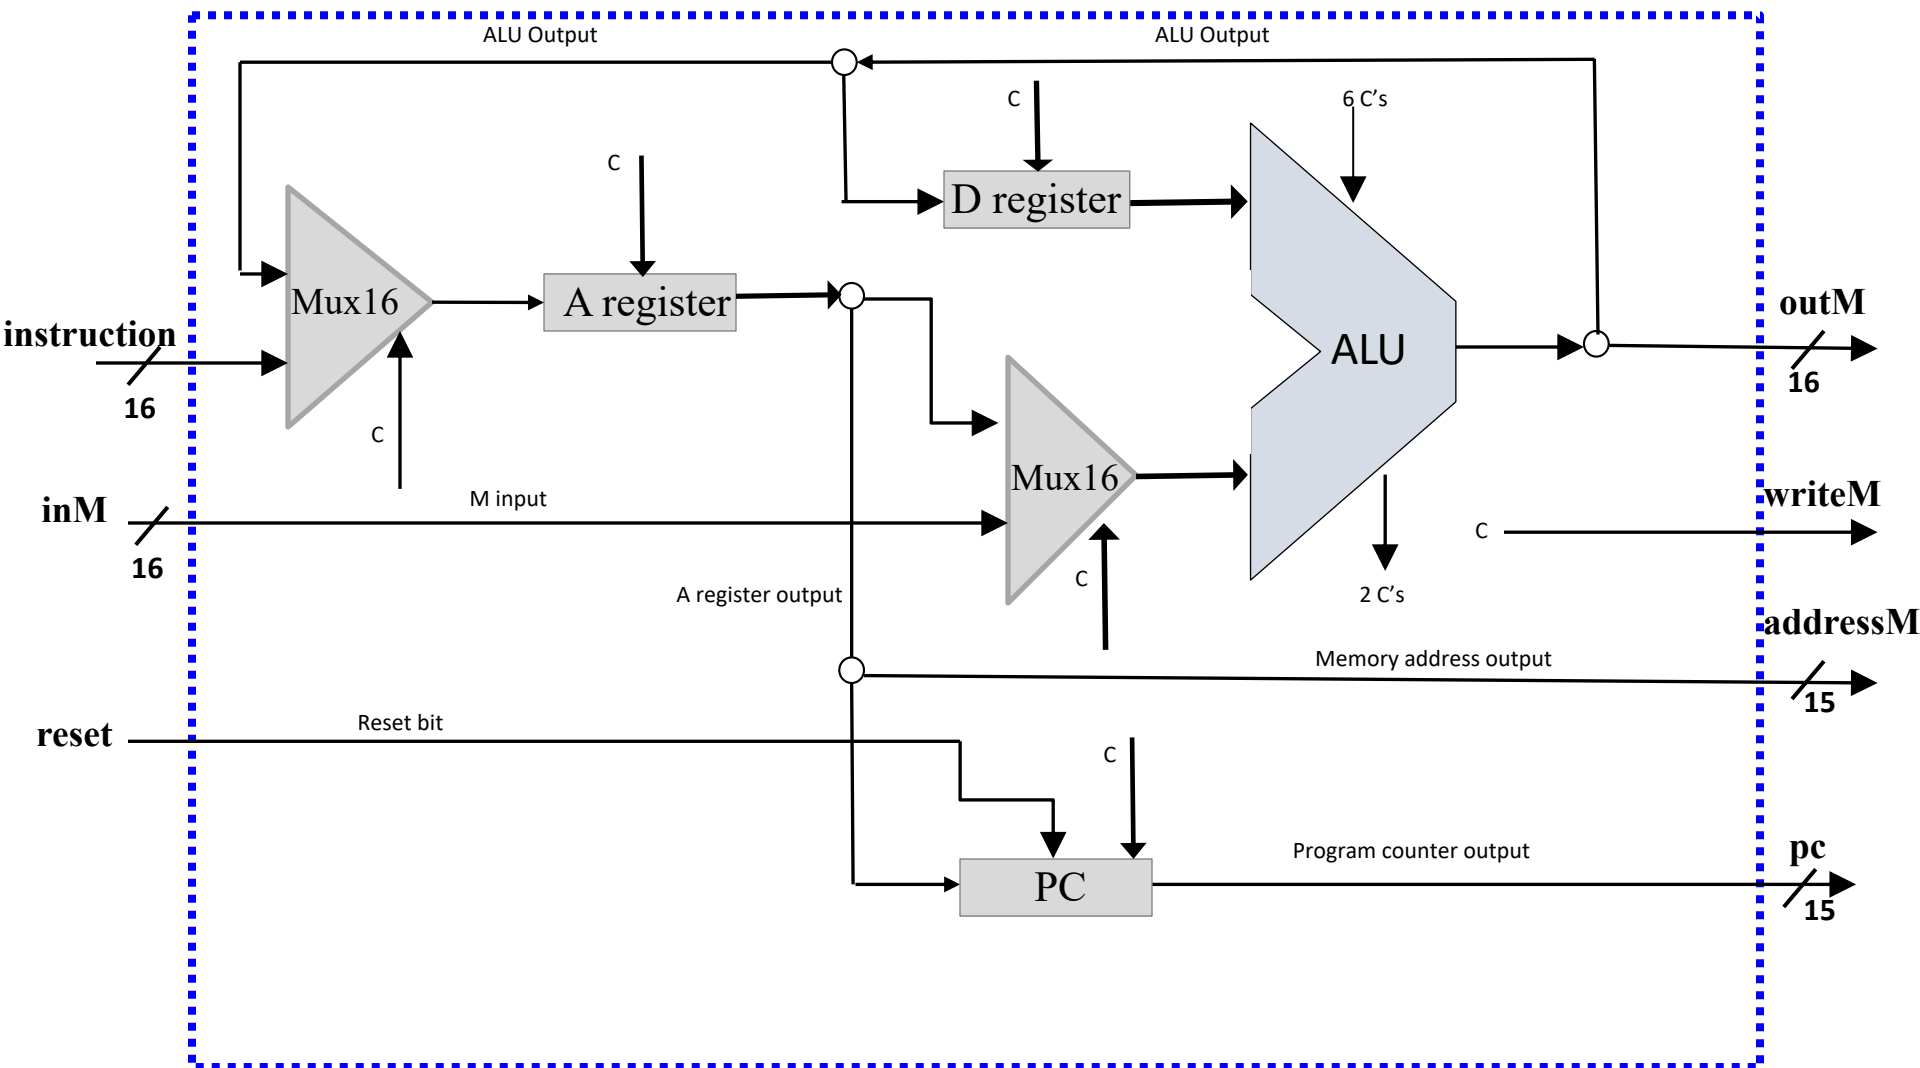 ALU Output
ALU Output
C
6 C's
C
D register
Mux16
A register
instruction
16
ALU
outM
16
C
Mux16
inM
16
M input
C
writeM
C
2 C's
A register output
addressM
Memory address output
15
reset
Reset bit
C
PC
Program counter output
pc
15